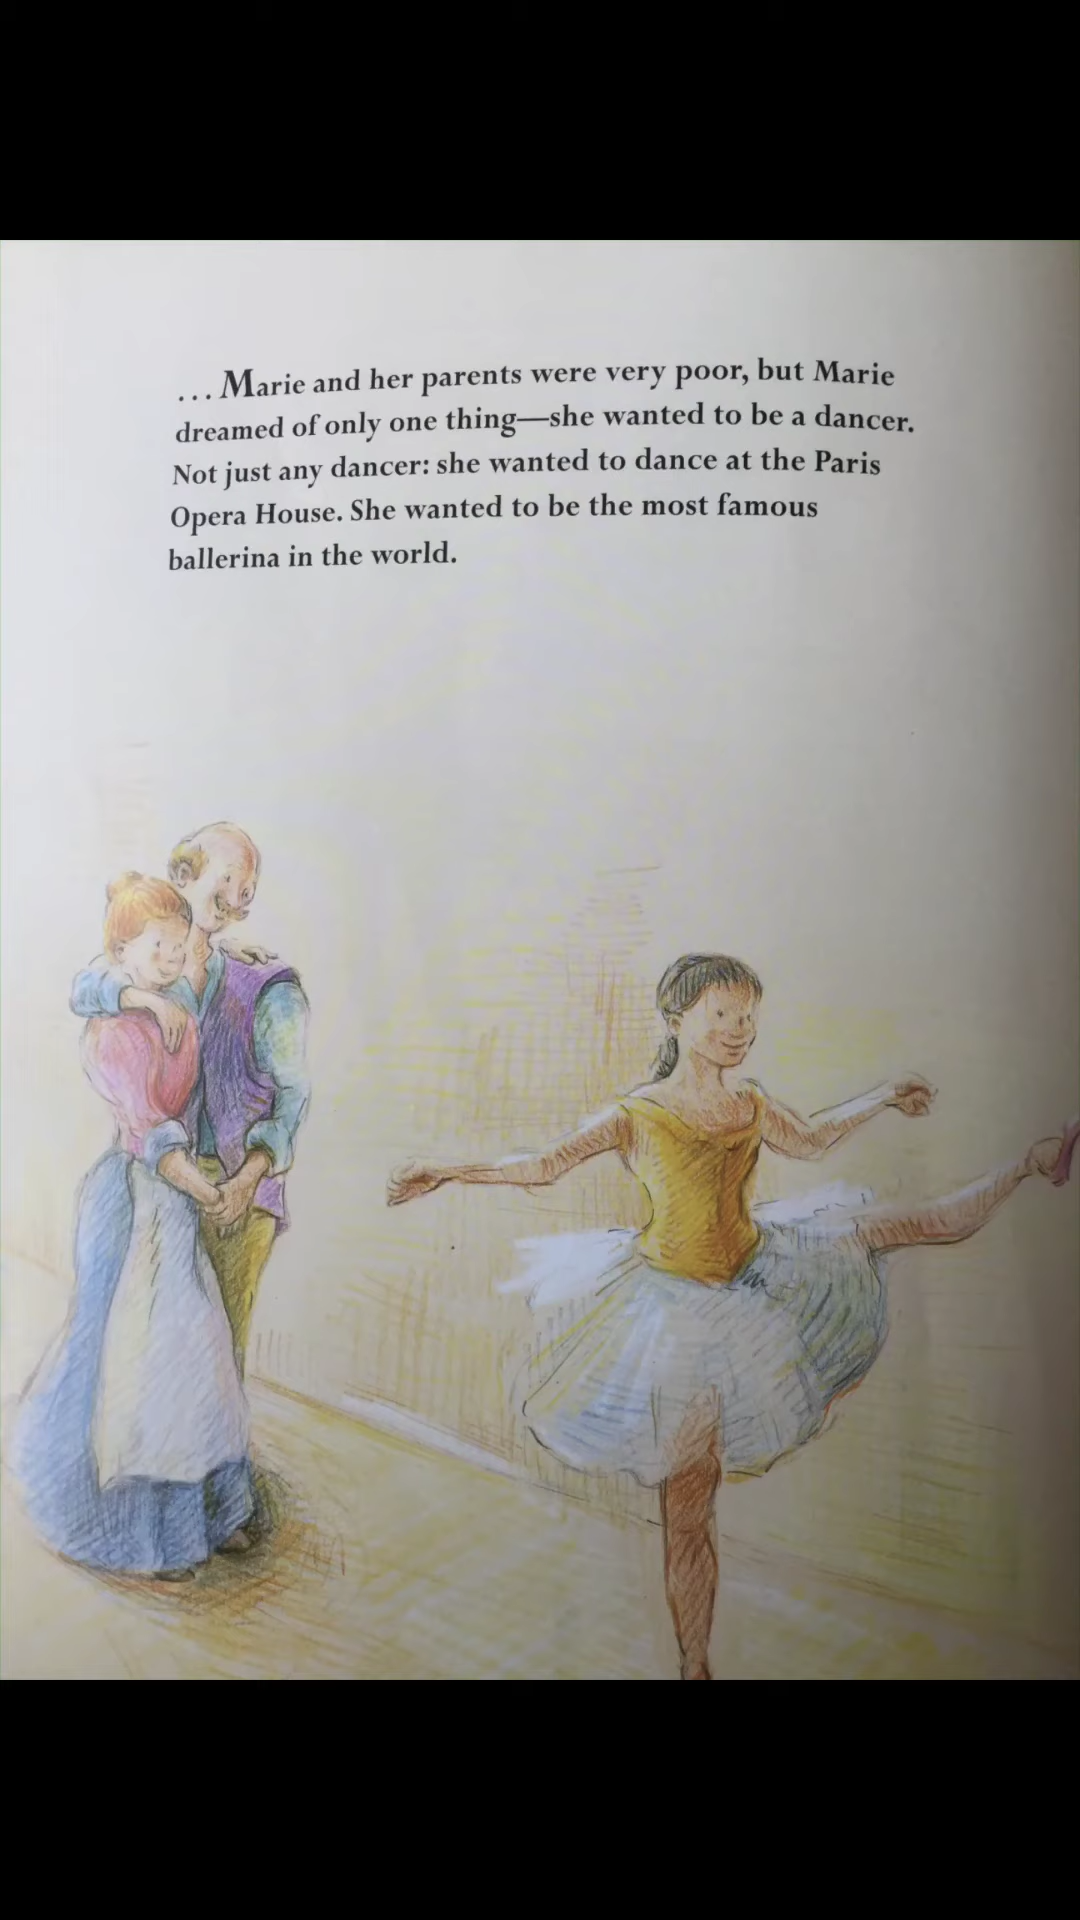 ...Marie and her parents were very poor, but Marie
dreamed of only one thing—she wanted to be a dancer.
Not just any dancer: she wanted to dance at the Paris
Opera House. She wanted to be the most famous
ballerina in the world.